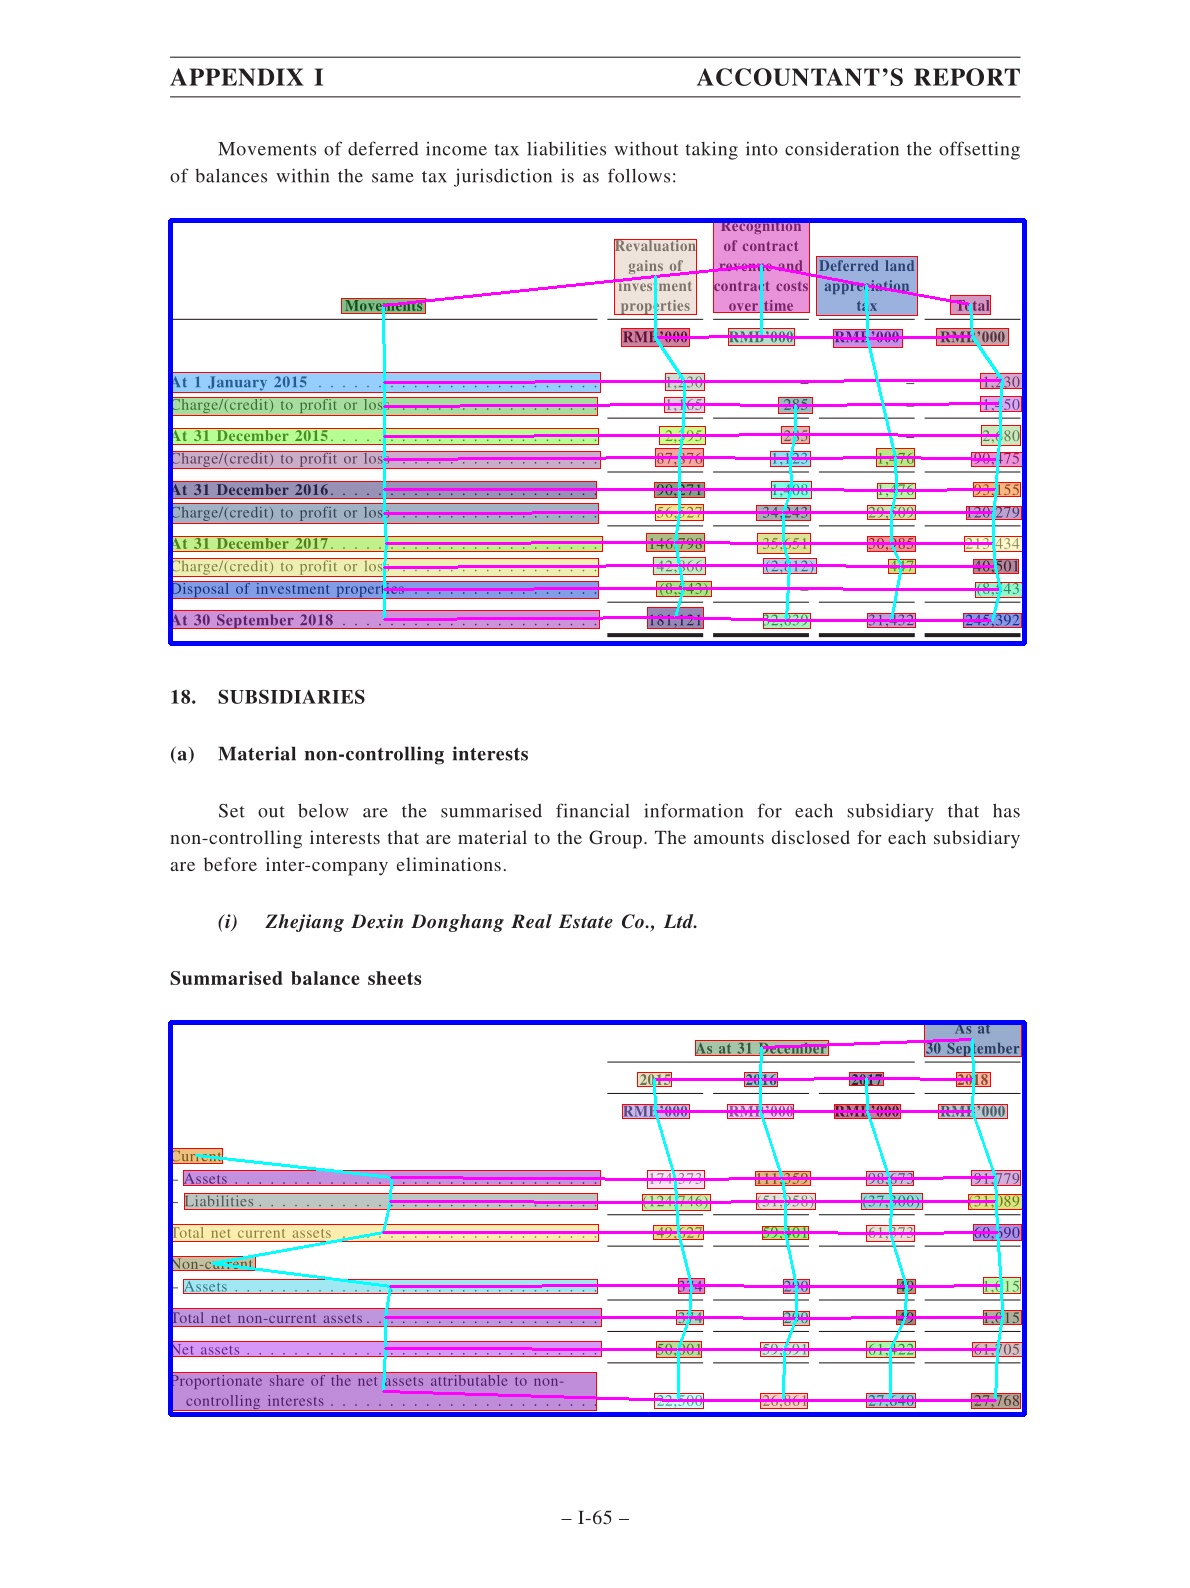 APPENDIX I ACCOUNTANT'S REPORT
Movements of deferred income tax liabilities without taking into consideration the offsetting
of balances within the same tax jurisdiction is as follows:
Movements Revaluation gains of investment properties Recognition of contract revenue and contract costs over time Deferred land appreciation tax Total
RMB'000 RMB'000 RMB'000 RMB'000
At 1 January 2015 1,230 – – 1,230
Charge/(credit) to profit or loss 1,165 285 – 1,450
At 31 December 2015 2,395 285 – 2,680
Charge/(credit) to profit or loss 87,876 1,123 1,476 90,475
At 31 December 2016 90,271 1,408 1,476 93,155
Charge/(credit) to profit or loss 56,527 34,243 29,509 120,279
At 31 December 2017 146,798 35,651 30,985 213,434
Charge/(credit) to profit or loss 42,866 (2,812) 447 40,501
Disposal of investment properties (8,543) – – (8,543)
At 30 September 2018 181,121 32,839 31,432 245,392
18. SUBSIDIARIES
(a) Material non-controlling interests
Set out below are the summarised financial information for each subsidiary that has
non-controlling interests that are material to the Group. The amounts disclosed for each subsidiary
are before inter-company eliminations.
(i) Zhejiang Dexin Donghang Real Estate Co., Ltd.
Summarised balance sheets
As at 31 December As at 30 September
2015 2016 2017 2018
RMB'000 RMB'000 RMB'000 RMB'000
Current
– Assets 174,373 111,359 98,673 91,779
– Liabilities (124,746) (51,958) (37,300) (31,089)
Total net current assets 49,627 59,401 61,373 60,690
Non-current
– Assets 374 290 49 1,015
Total net non-current assets 374 290 49 1,015
Net assets 50,001 59,691 61,422 61,705
Proportionate share of the net assets attributable to non-
controlling interests 22,500 26,861 27,640 27,768
– I-65 –